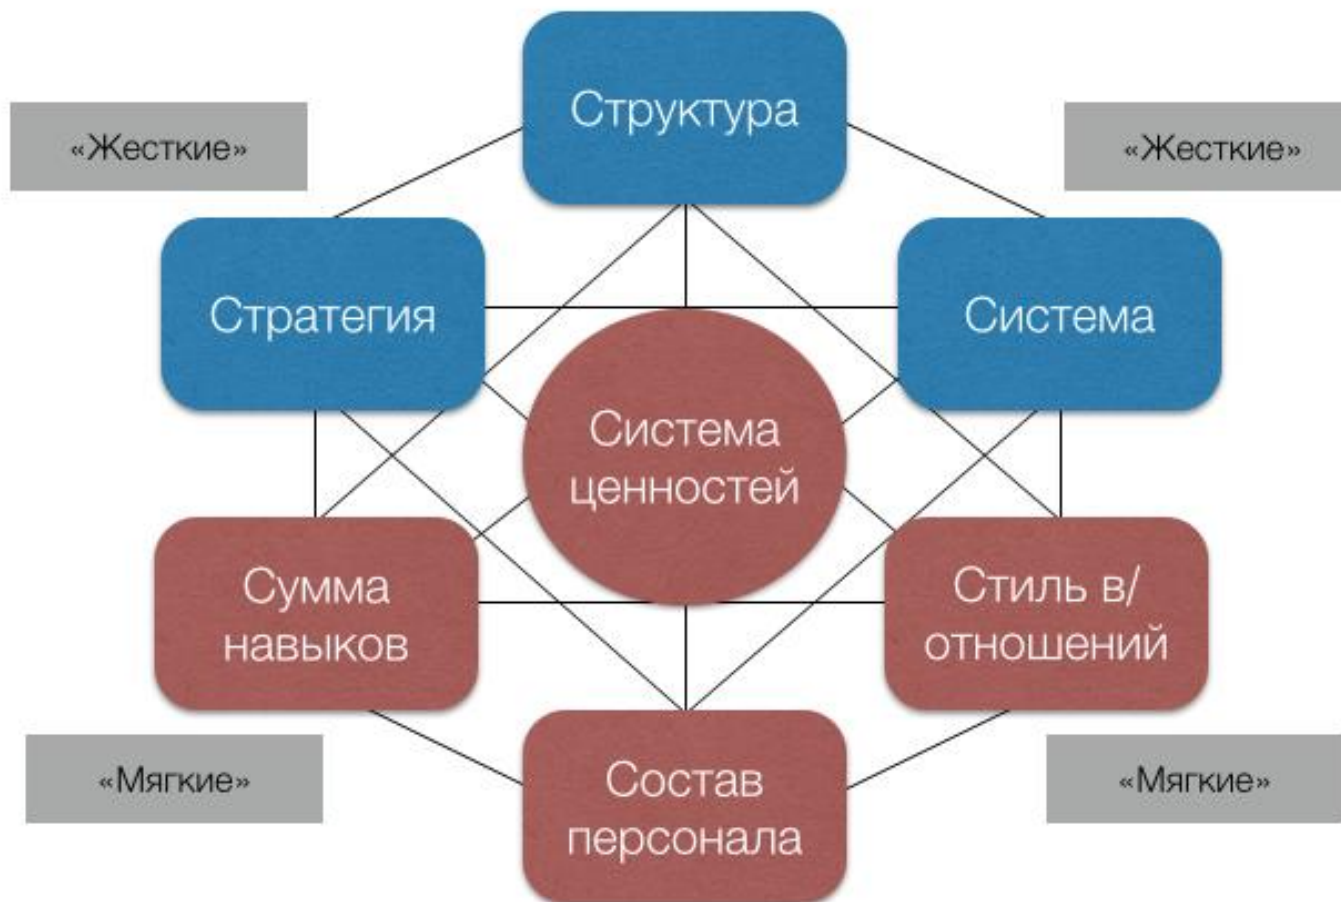 Структура
«Жесткие»
«Жесткие»
Стратегия
Система
Система
ценностей
Сумма
навыков
Стиль в/
отношений
«Мягкие»
Состав
персонала
«Мягкие»